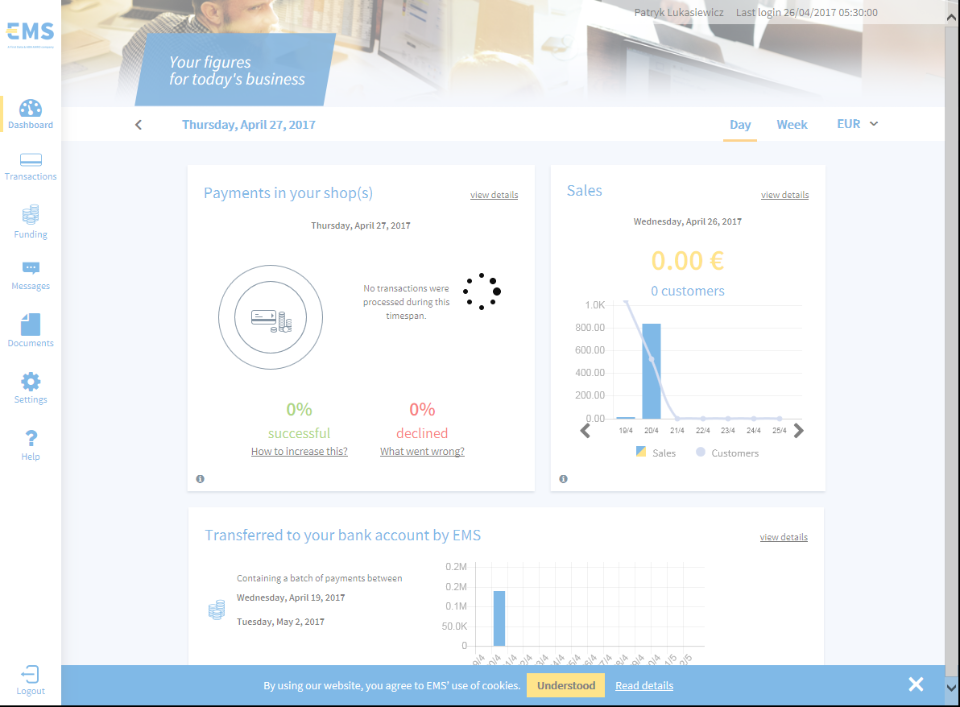 Patryk Lukasiewicz Last login 26/04/2017 05:30:00
EMS
Your figures
for today's business
Dashboard
Transactions
Funding
Messages
Documents
Settings
Help
Logout
Thursday, April 27, 2017
Day Week EUR
Payments in your shop(s)
view details
Thursday, April 27, 2017
No transactions were
processed during this
timespan.
0%
successful
How to increase this?
0%
declined
What went wrong?
Sales
view details
Wednesday, April 26, 2017
0.00 €
0 customers
1.0K
800.00
600.00
400.00
200.00
0.00
19/4 20/4 21/4 22/4 23/4 24/4 25/4
Sales Customers
Transferred to your bank account by EMS
view details
Containing a batch of payments between
Wednesday, April 19, 2017
Tuesday, May 2, 2017
0.2M
0.2M
0.1M
50.0K
0
By using our website, you agree to EMS' use of cookies. Understood Read details